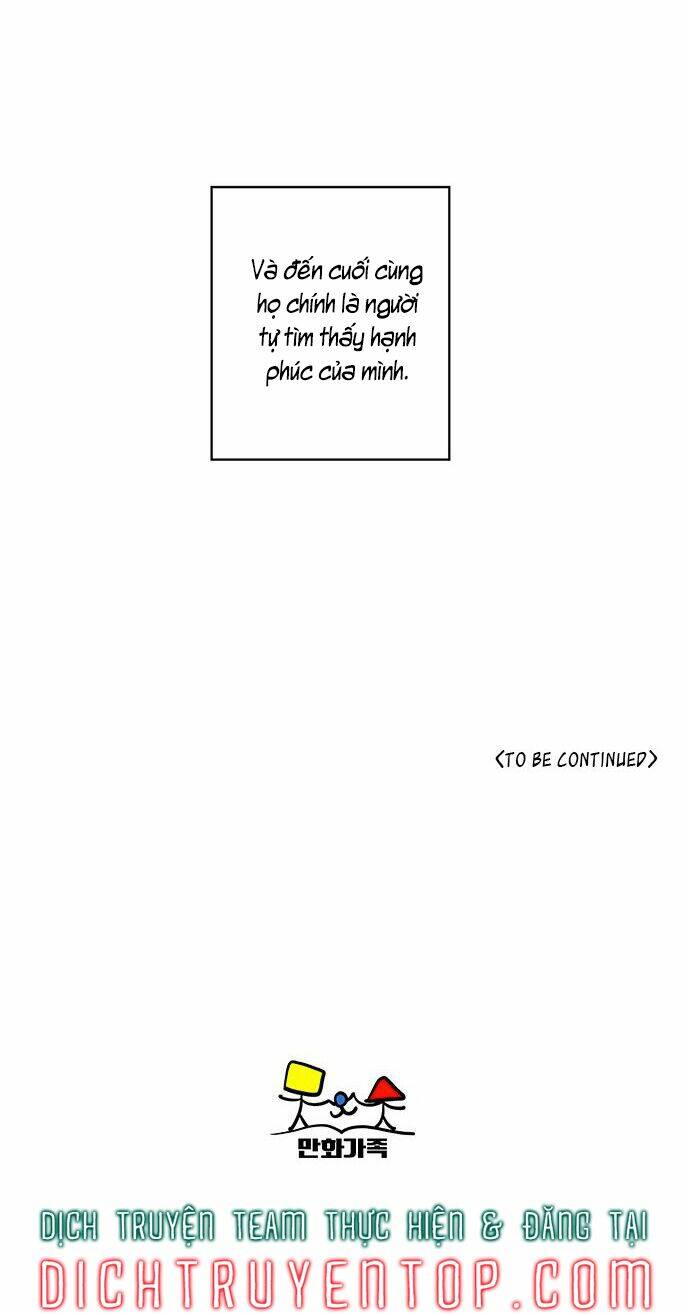 Và đến cuối cùng
họ chính là người
tự tìm thấy hạnh
phúc của mình.
<TO BE CONTINUED>
만화가족
DỊCH TRUYỆN TEAM THỰC HIỆN & ĐĂNG TẠI
DICHTRUYENTOP.COM